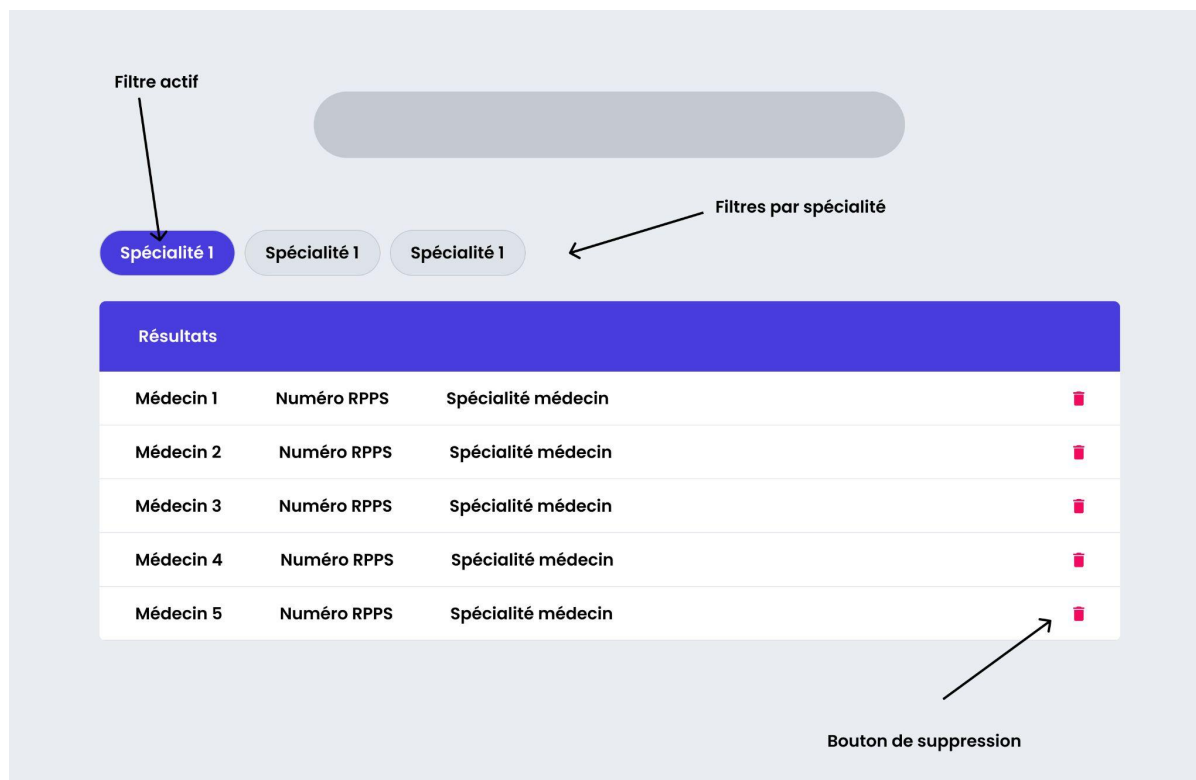 Filtre actif
Filtres par spécialité
Spécialité 1 Spécialité 1 Spécialité 1
Résultats
Médecin 1 Numéro RPPS Spécialité médecin
Médecin 2 Numéro RPPS Spécialité médecin
Médecin 3 Numéro RPPS Spécialité médecin
Médecin 4 Numéro RPPS Spécialité médecin
Médecin 5 Numéro RPPS Spécialité médecin
Bouton de suppression